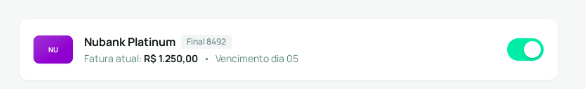 NU
Nubank Platinum Final 8492
Fatura atual: R$ 1.250,00 • Vencimento dia 05